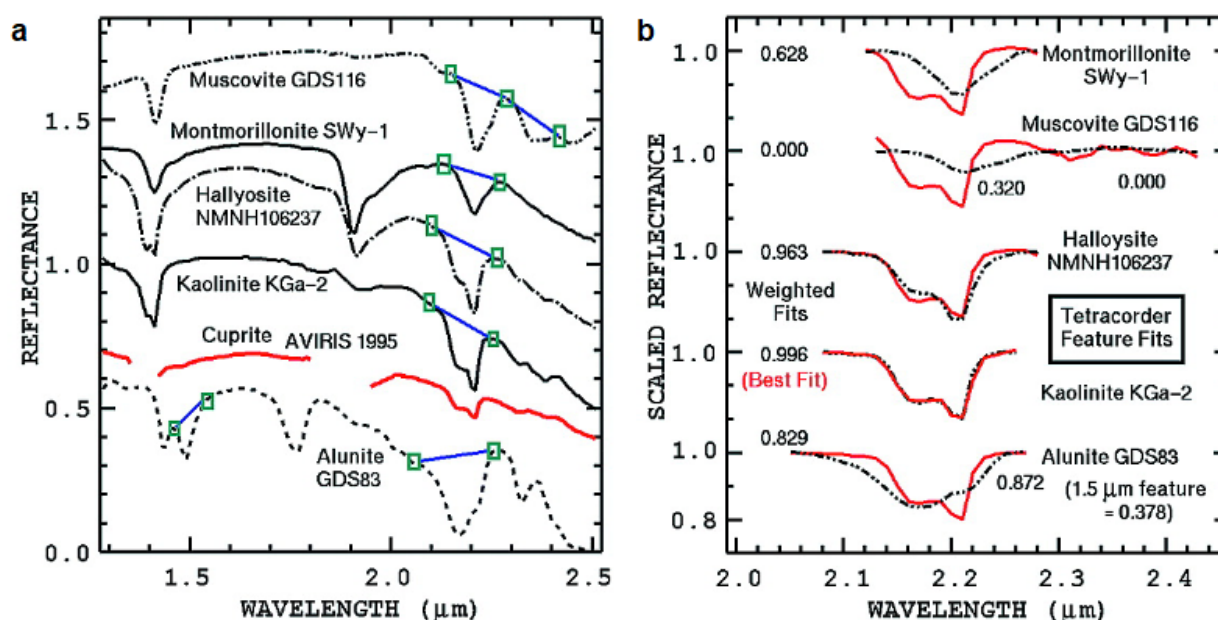 a
REFLECTANCE
1.5
1.0
0.5
0.0
Muscovite GDS116
Montmorillonite SWy-1
Hallyosite
NMNH106237
Kaolinite KGa-2
Cuprite AVIRIS 1995
Alunite
GDS83
1.5
2.0
2.5
WAVELENGTH (μm)
b
SCALED REFLECTANCE
1.0
0.628
Montmorillonite
SWy-1
1.0
0.000
Muscovite GDS116
0.320
0.000
1.0
0.963
Halloysite
NMNH106237
Weighted
Fits
Tetracorder
Feature Fits
1.0
0.996
(Best Fit)
Kaolinite KGa-2
0.829
1.0
Alunite GDS83
0.872
(1.5 μm feature
= 0.378)
0.8
2.0
2.1
2.2
2.3
2.4
WAVELENGTH (μm)